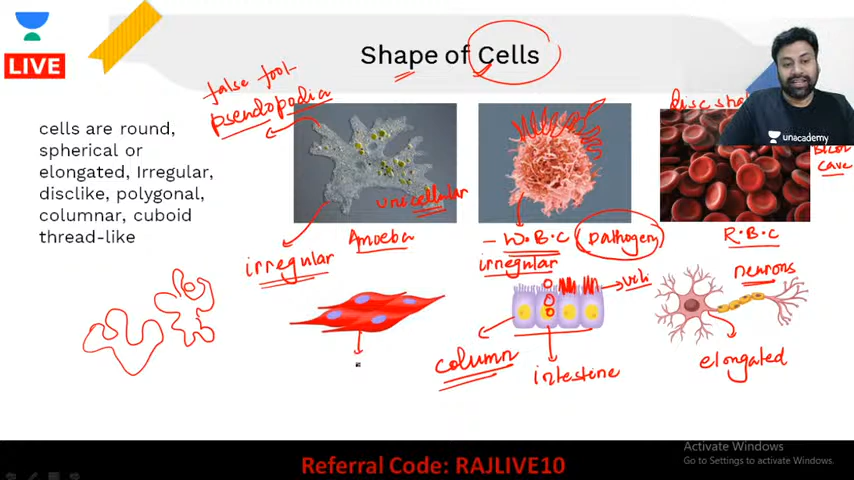 LIVE
Shape of Cells
false foot
pseudopodia
cells are round,
spherical or
elongated, Irregular,
disclike, polygonal,
columnar, cuboid
thread-like
unicellular
unacademy
cave
Amoeba
- W.B.C
pathogen
R.B.C
irregular
irregular
neurons
villi
column
intestine
elongated
Activate Windows
Go to Settings to activate Windows.
Referral Code: RAJLIVE10